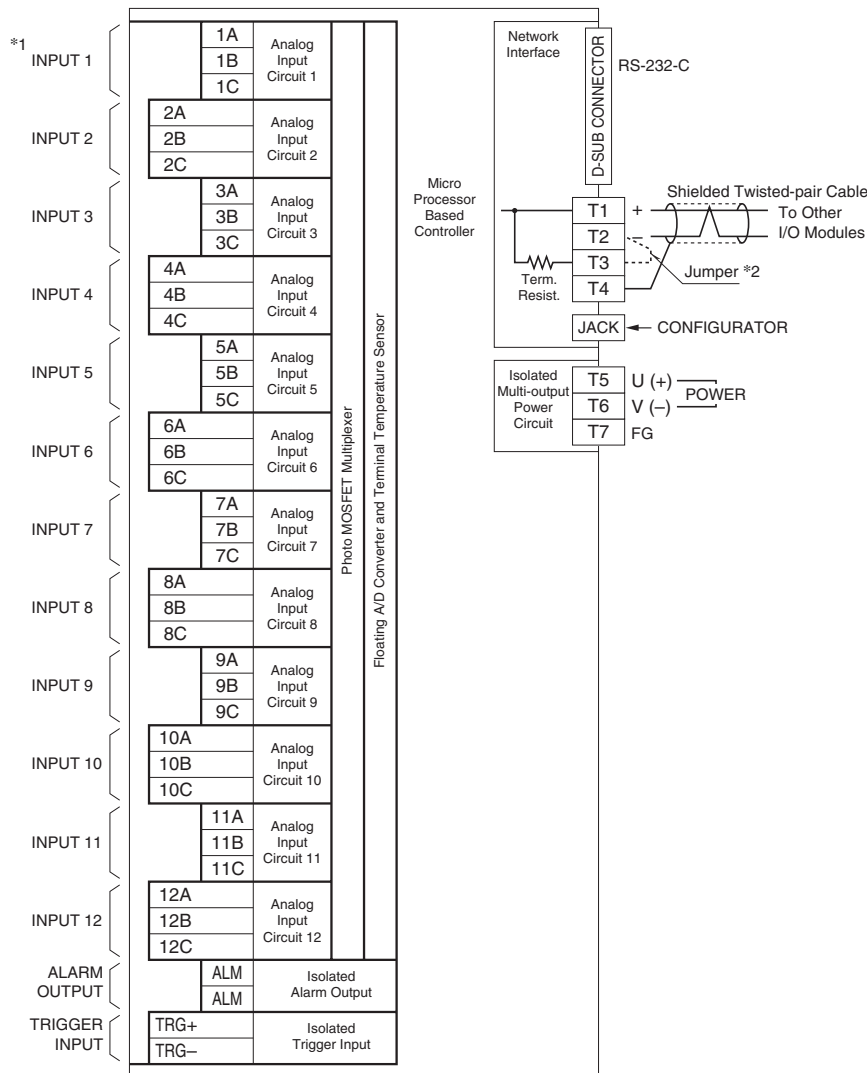 *1
INPUT 1
1A
1B
1C
Analog
Input
Circuit 1
INPUT 2
2A
2B
2C
Analog
Input
Circuit 2
INPUT 3
3A
3B
3C
Analog
Input
Circuit 3
INPUT 4
4A
4B
4C
Analog
Input
Circuit 4
INPUT 5
5A
5B
5C
Analog
Input
Circuit 5
INPUT 6
6A
6B
6C
Analog
Input
Circuit 6
INPUT 7
7A
7B
7C
Analog
Input
Circuit 7
INPUT 8
8A
8B
8C
Analog
Input
Circuit 8
INPUT 9
9A
9B
9C
Analog
Input
Circuit 9
INPUT 10
10A
10B
10C
Analog
Input
Circuit 10
INPUT 11
11A
11B
11C
Analog
Input
Circuit 11
INPUT 12
12A
12B
12C
Analog
Input
Circuit 12
ALARM
OUTPUT
ALM
ALM
Isolated
Alarm Output
TRIGGER
INPUT
TRG+
TRG–
Isolated
Trigger Input
Photo MOSFET Multiplexer
Floating A/D Converter and Terminal Temperature Sensor
Micro
Processor
Based
Controller
Network
Interface
D-SUB CONNECTOR
RS-232-C
Shielded Twisted-pair Cable
T1
+
To Other
T2
–
I/O Modules
T3
Jumper *2
T4
Term.
Resist.
JACK
CONFIGURATOR
Isolated
Multi-output
Power
Circuit
T5
U (+)
POWER
T6
V (–)
T7
FG